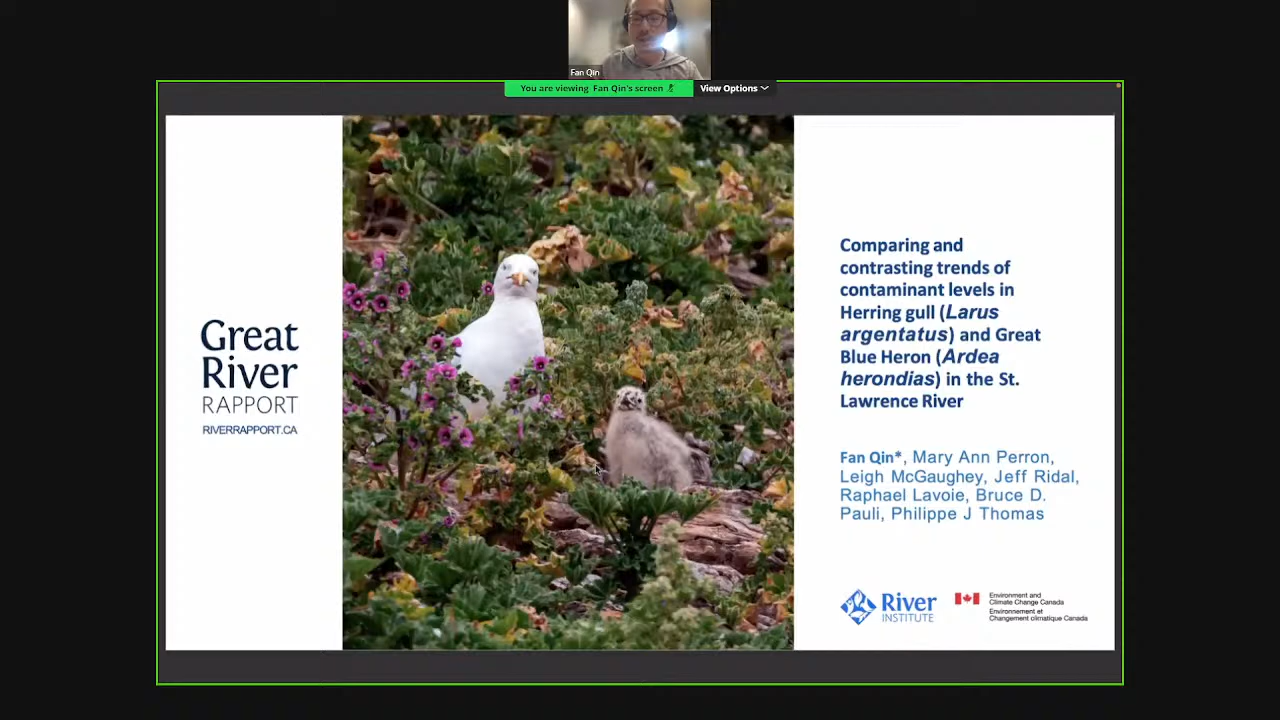 Fan Qin
You are viewing Fan Qin's screen
View Options
Great
River
RAPPORT
RIVERRAPPORT.CA
Comparing and
contrasting trends of
contaminant levels in
Herring gull (Larus
argentatus) and Great
Blue Heron (Ardea
herondias) in the St.
Lawrence River
Fan Qin*, Mary Ann Perron,
Leigh McGaughey, Jeff Ridal,
Raphael Lavoie, Bruce D.
Pauli, Philippe J Thomas
River
INSTITUTE
Environment and
Climate Change Canada
Environnement et
Changement climatique Canada